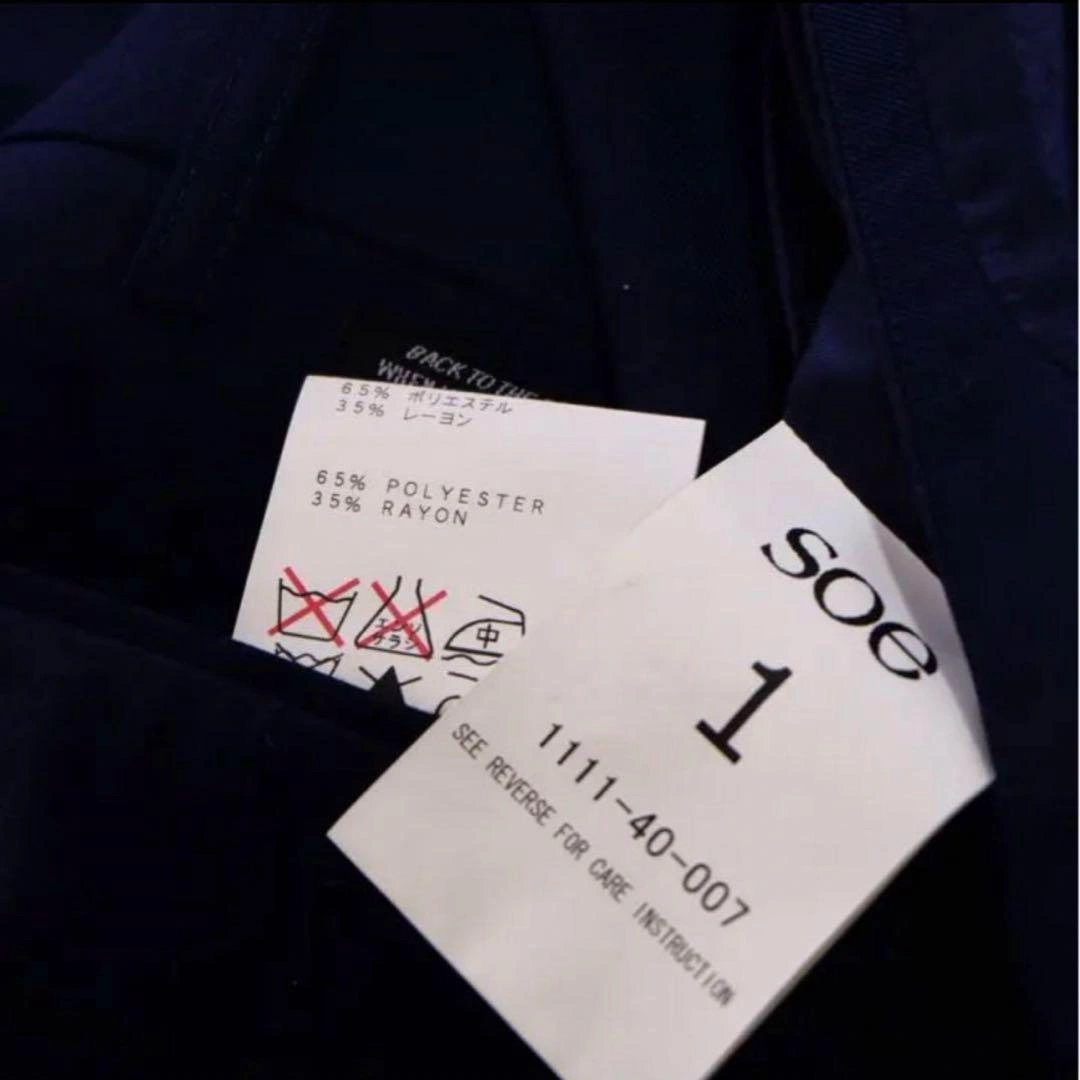 BACK TO THE
65% ポリエステル
35% レーヨン
65% POLYESTER
35% RAYON
中
soe
1
1111-40-007
SEE REVERSE FOR CARE INSTRUCTION